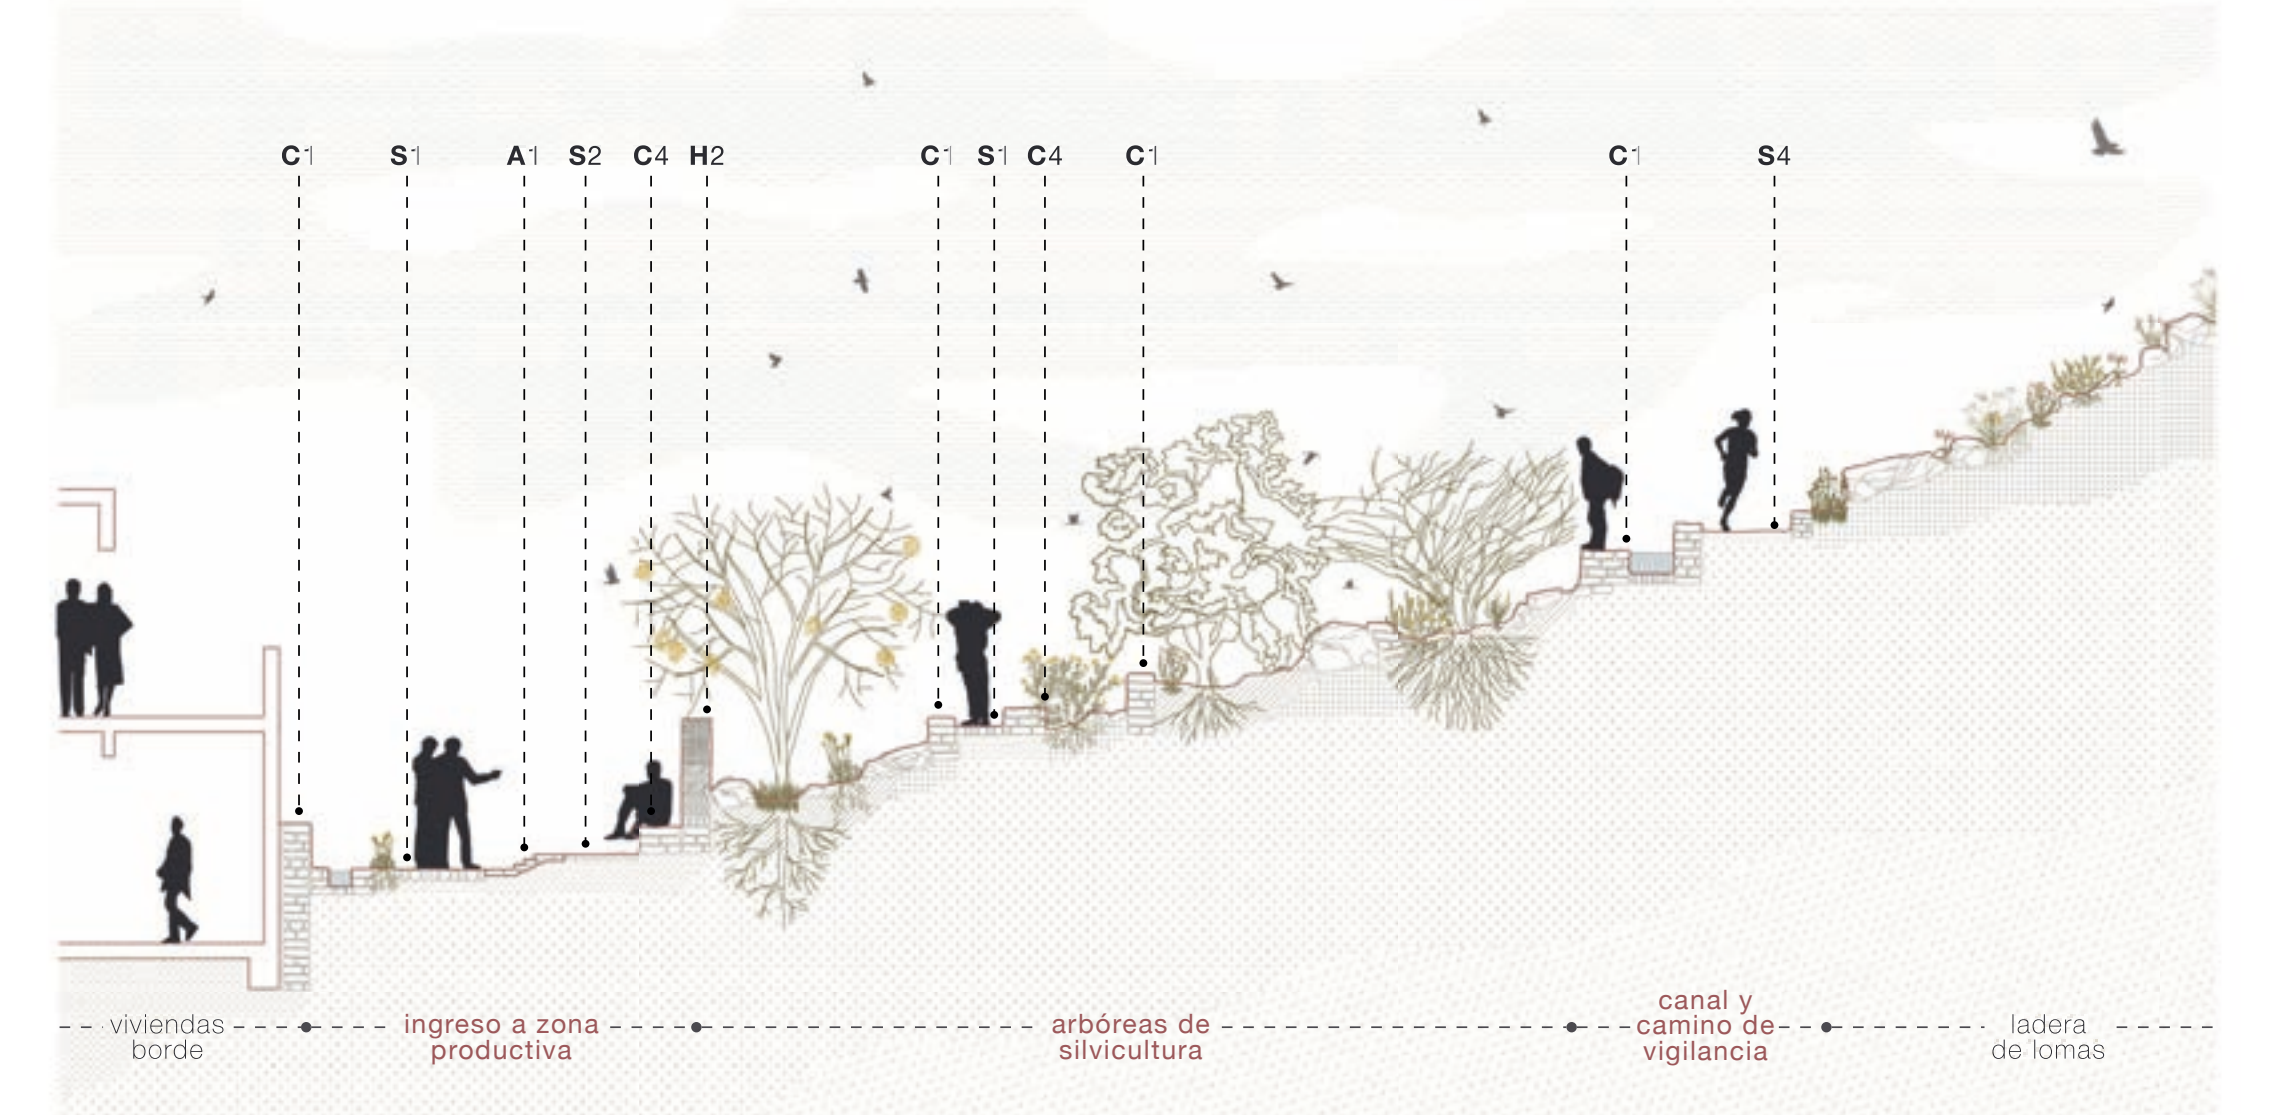 C1 S1 A1 S2 C4 H2 C1 S1 C4 C1 C1 S4
viviendas
borde
ingreso a zona
productiva
arbóreas de
silvicultura
canal y
camino de
vigilancia
ladera
de lomas